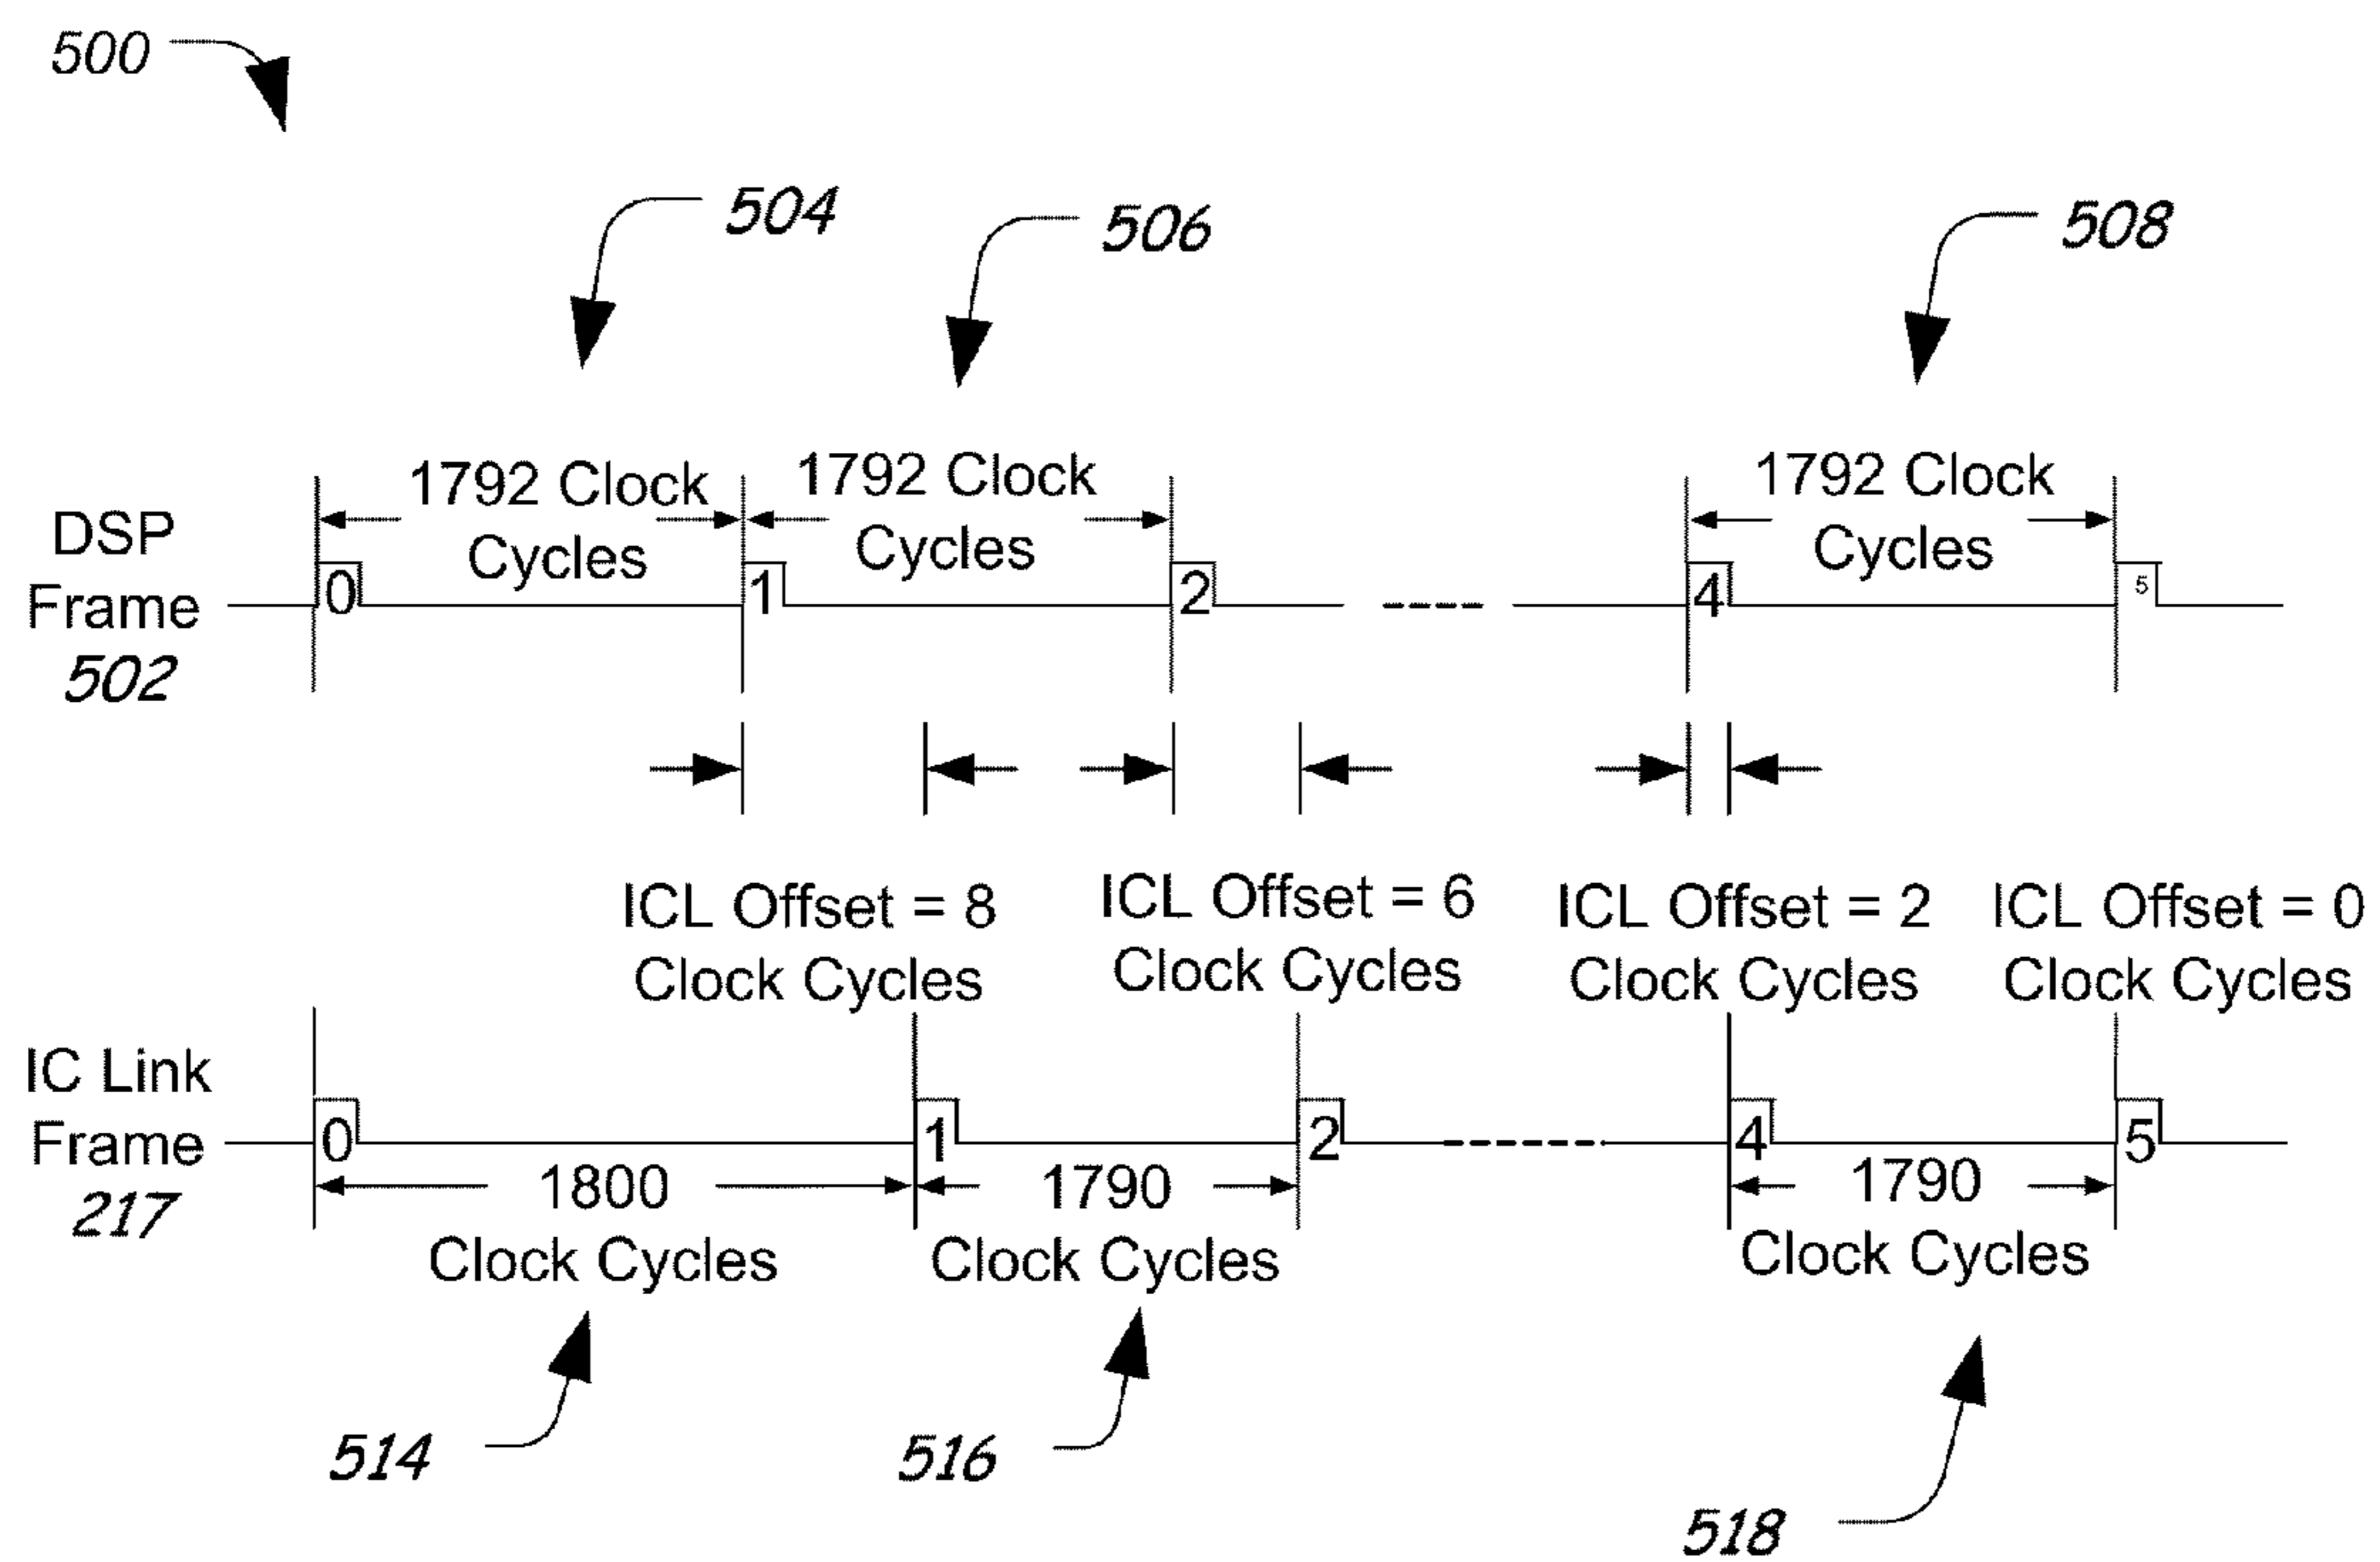 500
504
506
508
1792 Clock
Cycles
1792 Clock
Cycles
1792 Clock
Cycles
DSP
Frame
502
0
1
2
4
5
ICL Offset = 8
Clock Cycles
ICL Offset = 6
Clock Cycles
ICL Offset = 2
Clock Cycles
ICL Offset = 0
Clock Cycles
IC Link
Frame
217
0
1
2
4
5
1800
Clock Cycles
1790
Clock Cycles
1790
Clock Cycles
514
516
518